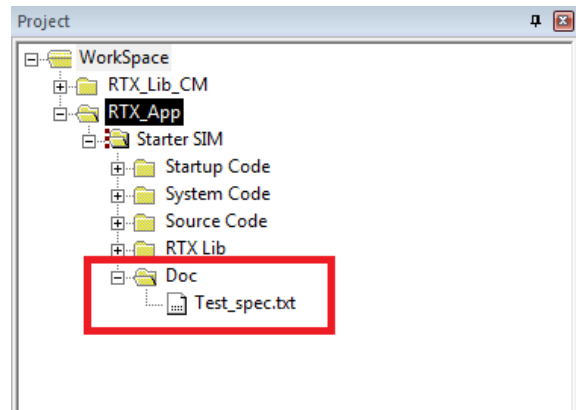 Project
WorkSpace
RTX_Lib_CM
RTX_App
Starter SIM
Startup Code
System Code
Source Code
RTX Lib
Doc
Test_spec.txt